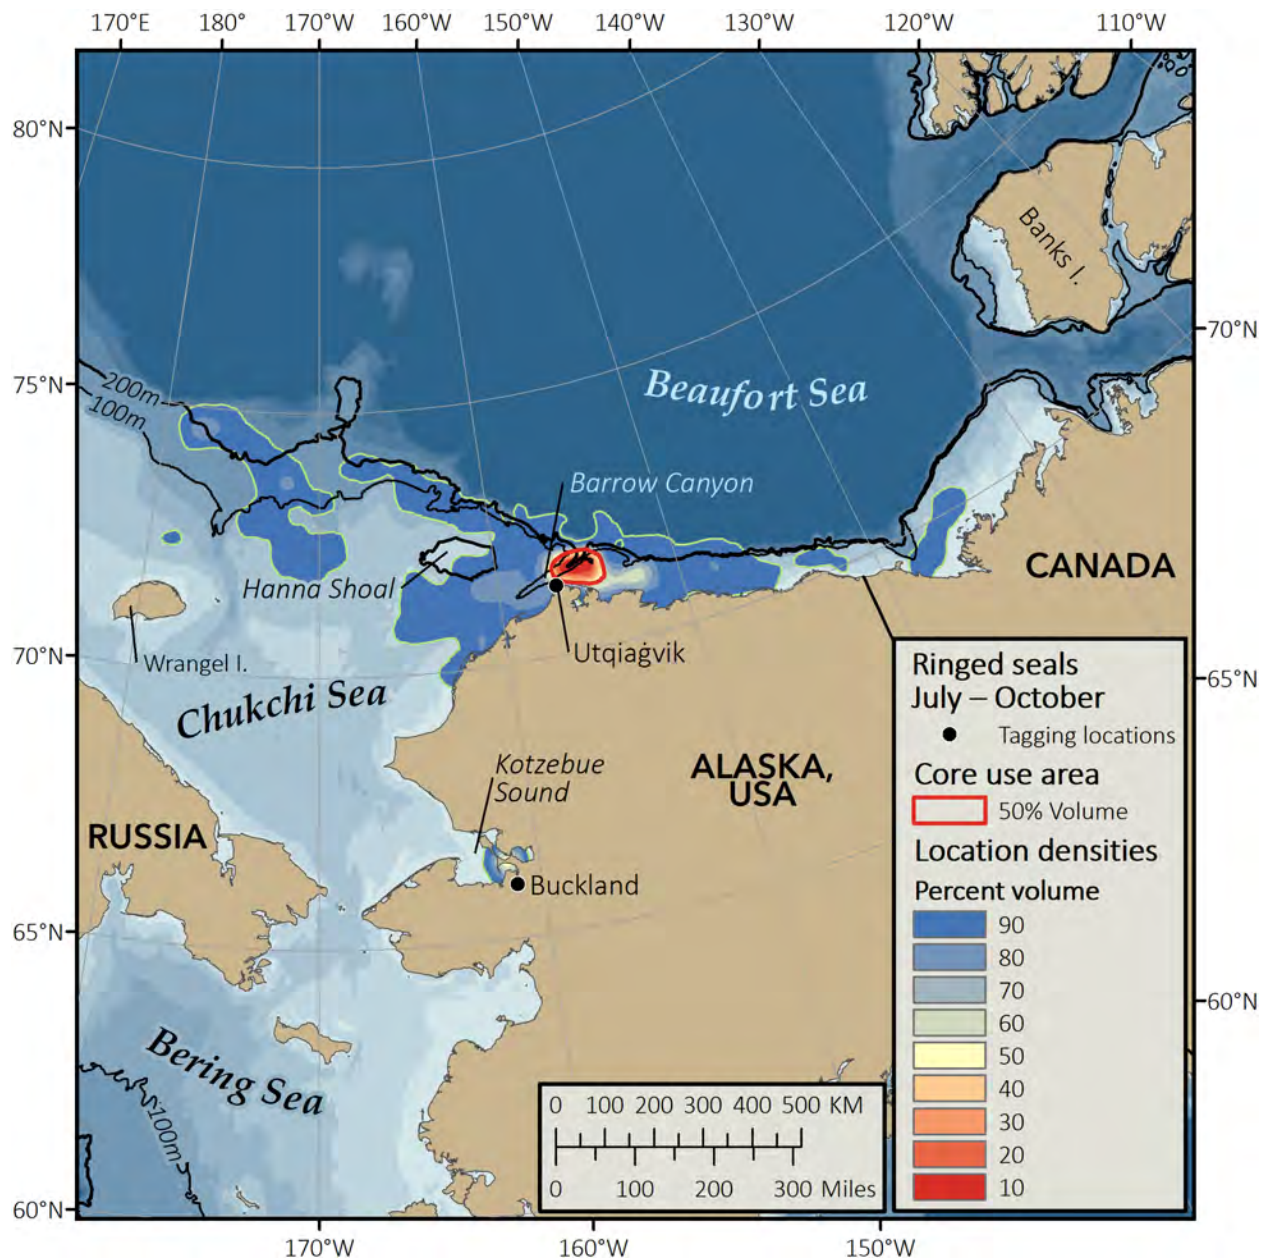 170°E 180° 170°W 160°W 150°W 140°W 130°W 120°W 110°W
80°N
Banks I.
70°N
75°N
200m
100m
Beaufort Sea
Barrow Canyon
CANADA
Hanna Shoal
Utqiaġvik
Wrangel I.
70°N
65°N
Chukchi Sea
Kotzebue
Sound
ALASKA,
USA
RUSSIA
Buckland
65°N
60°N
Bering Sea
100m
60°N
Ringed seals
July – October
Tagging locations
Core use area
50% Volume
Location densities
Percent volume
90
80
70
60
50
40
30
20
10
0 100 200 300 400 500 KM
0 100 200 300 Miles
170°W 160°W 150°W